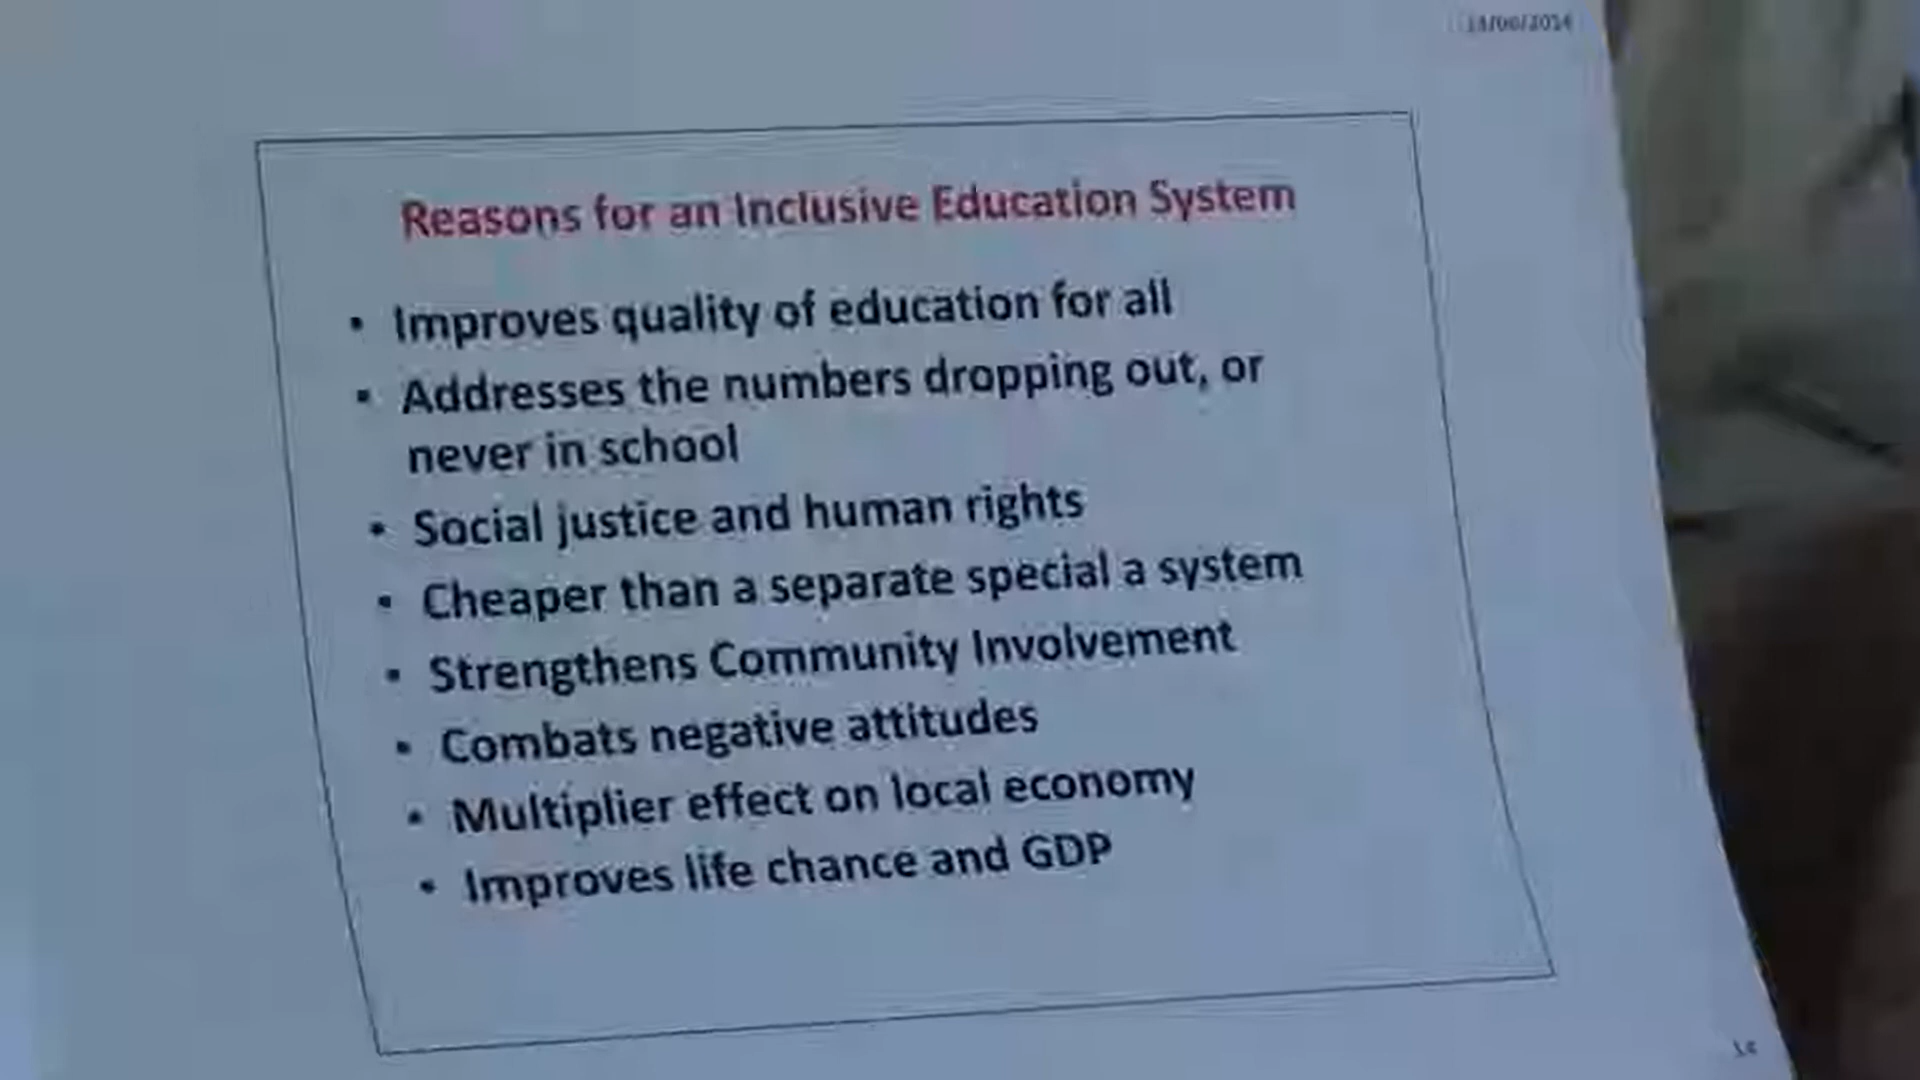 Reasons for an Inclusive Education System
• Improves quality of education for all
• Addresses the numbers dropping out, or
never in school
• Social justice and human rights
• Cheaper than a separate special a system
• Strengthens Community Involvement
• Combats negative attitudes
• Multiplier effect on local economy
• Improves life chance and GDP